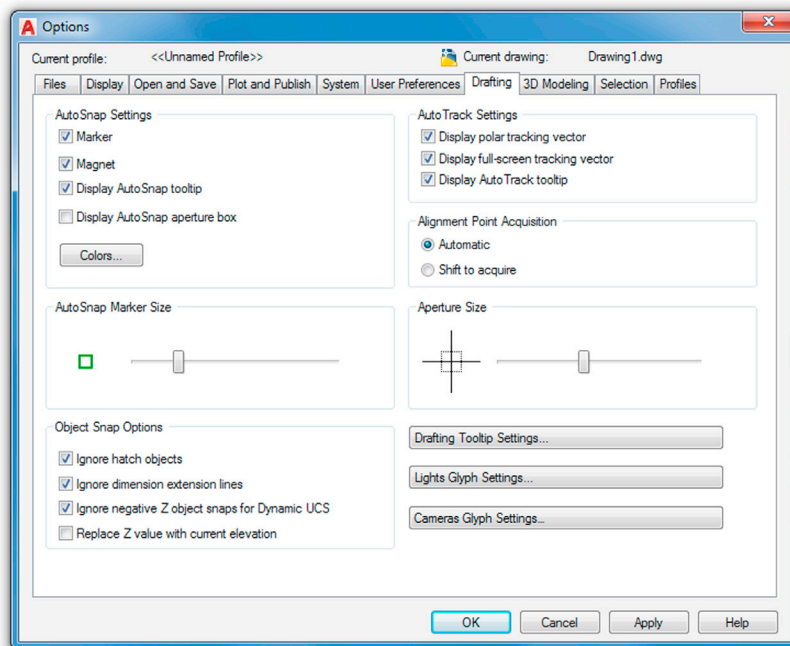 A Options
Current profile: <<Unnamed Profile>> Current drawing: Drawing1.dwg
Files Display Open and Save Plot and Publish System User Preferences Drafting 3D Modeling Selection Profiles
AutoSnap Settings
Marker
Magnet
Display AutoSnap tooltip
Display AutoSnap aperture box
Colors...
AutoTrack Settings
Display polar tracking vector
Display full-screen tracking vector
Display AutoTrack tooltip
Alignment Point Acquisition
Automatic
Shift to acquire
AutoSnap Marker Size
Aperture Size
Object Snap Options
Ignore hatch objects
Ignore dimension extension lines
Ignore negative Z object snaps for Dynamic UCS
Replace Z value with current elevation
Drafting Tooltip Settings...
Lights Glyph Settings...
Cameras Glyph Settings...
OK Cancel Apply Help